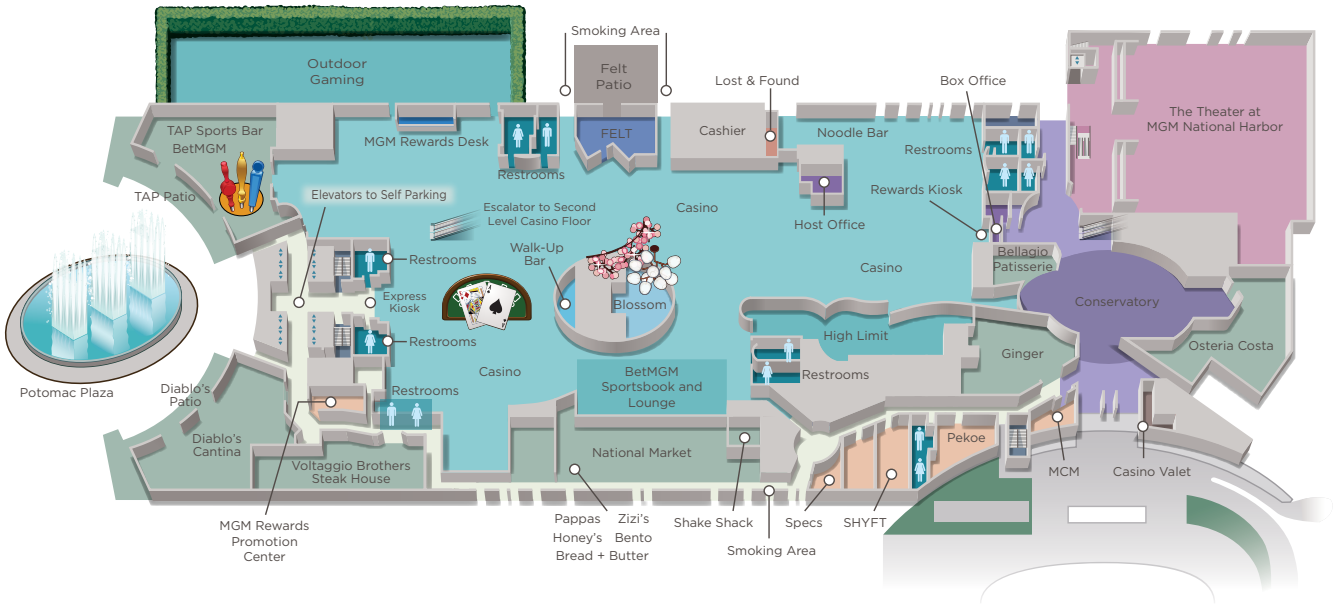 Smoking Area
Outdoor
Gaming
Felt
Patio
Lost & Found
Box Office
The Theater at
MGM National Harbor
TAP Sports Bar
BetMGM
MGM Rewards Desk
FELT
Cashier
Noodle Bar
Restrooms
Restrooms
TAP Patio
Elevators to Self Parking
Rewards Kiosk
Escalator to Second
Level Casino Floor
Casino
Host Office
Walk-Up
Bar
Restrooms
Bellagio
Patisserie
Casino
Express
Kiosk
Blossom
Conservatory
Restrooms
High Limit
Ginger
Osteria Costa
Potomac Plaza
Diablo's
Patio
Restrooms
Casino
BetMGM
Sportsbook and
Lounge
Restrooms
Diablo's
Cantina
Voltaggio Brothers
Steak House
National Market
Pekoe
MCM
Casino Valet
MGM Rewards
Promotion
Center
Pappas
Zizi's
Honey's
Bento
Bread + Butter
Shake Shack
Smoking Area
Specs
SHYFT